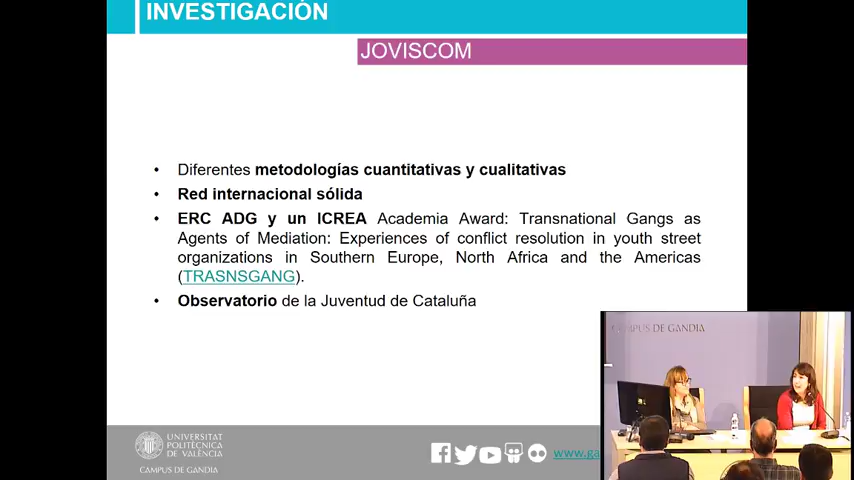 INVESTIGACIÓN
JOVISCOM
• Diferentes metodologías cuantitativas y cualitativas
• Red internacional sólida
• ERC ADG y un ICREA Academia Award: Transnational Gangs as
Agents of Mediation: Experiences of conflict resolution in youth street
organizations in Southern Europe, North Africa and the Americas
(TRASNSGANG).
• Observatorio de la Juventud de Cataluña
UNIVERSITAT
POLITÈCNICA
DE VALÈNCIA
CAMPUS DE GANDIA
www.ga
CAMPUS DE GANDIA